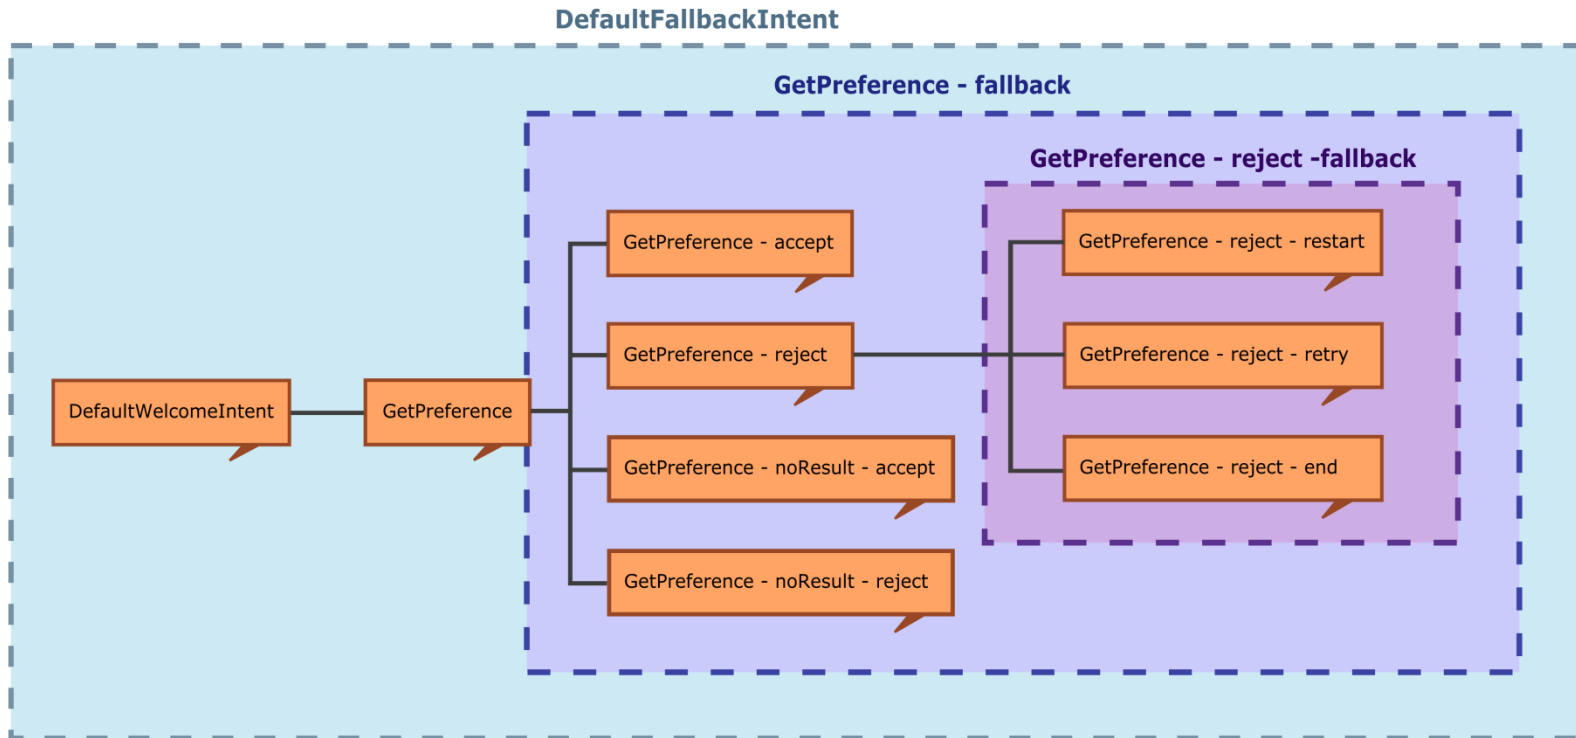 DefaultFallbackIntent
GetPreference - fallback
GetPreference - reject -fallback
GetPreference - accept
GetPreference - reject - restart
GetPreference - reject
GetPreference - reject - retry
DefaultWelcomeIntent
GetPreference
GetPreference - noResult - accept
GetPreference - reject - end
GetPreference - noResult - reject